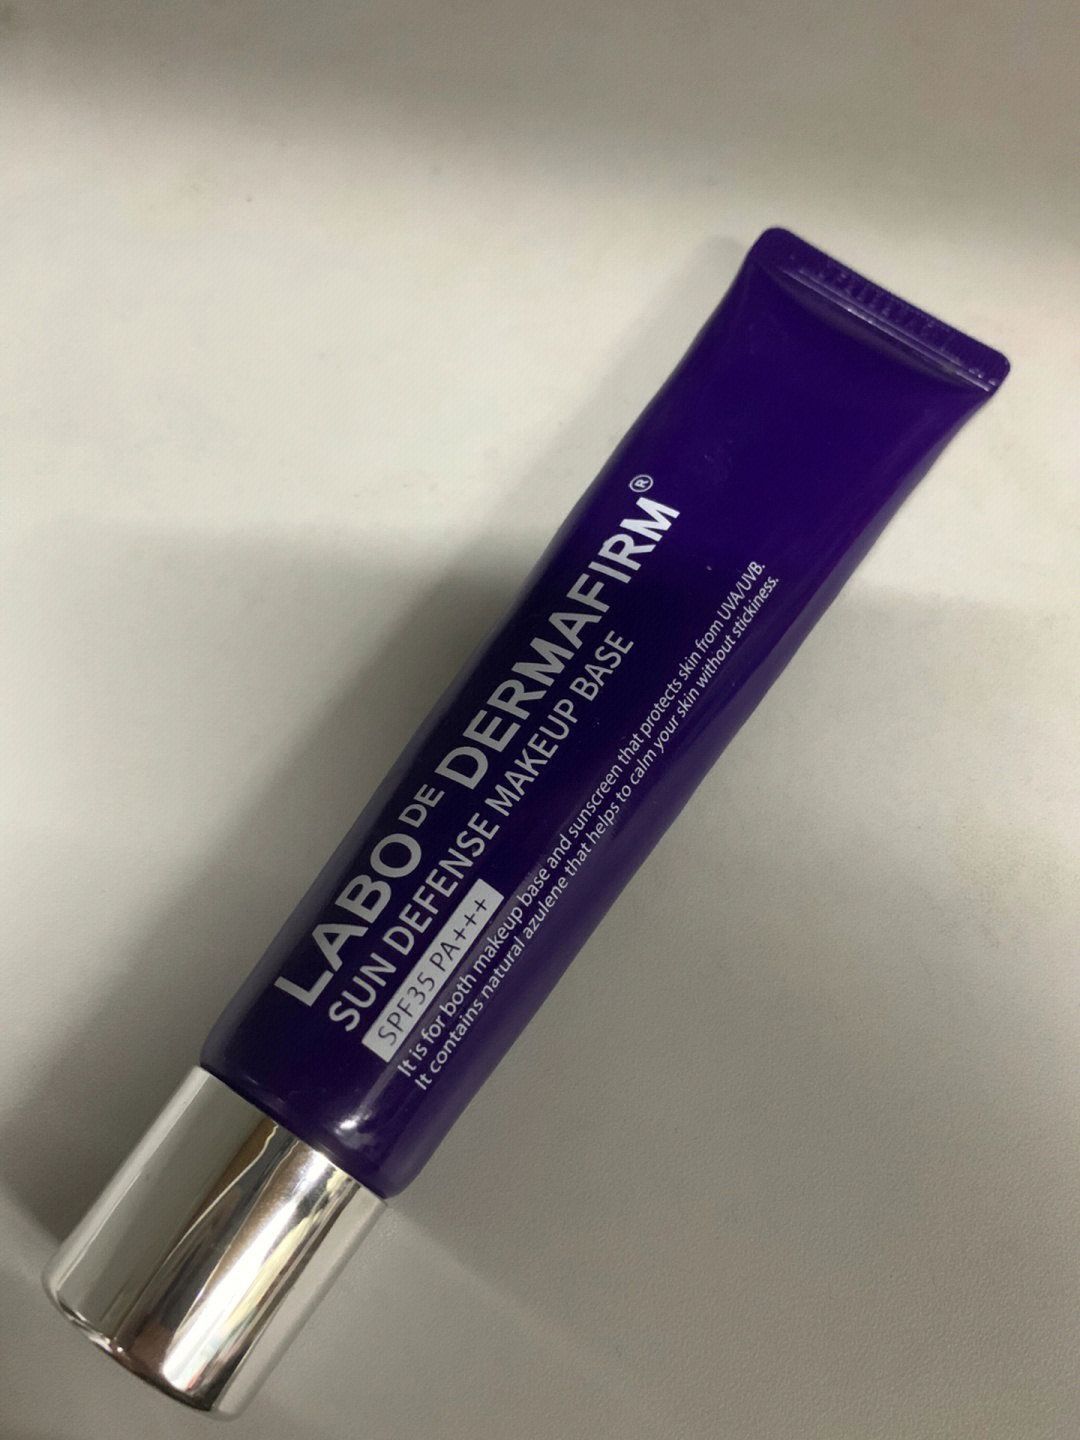 LABO DE DERMAFIRM®
SUN DEFENSE MAKEUP BASE
SPF35 PA+++
It is for both makeup base and sunscreen that protects skin from UVA/UVB.
It contains natural azulene that helps to calm your skin without stickiness.